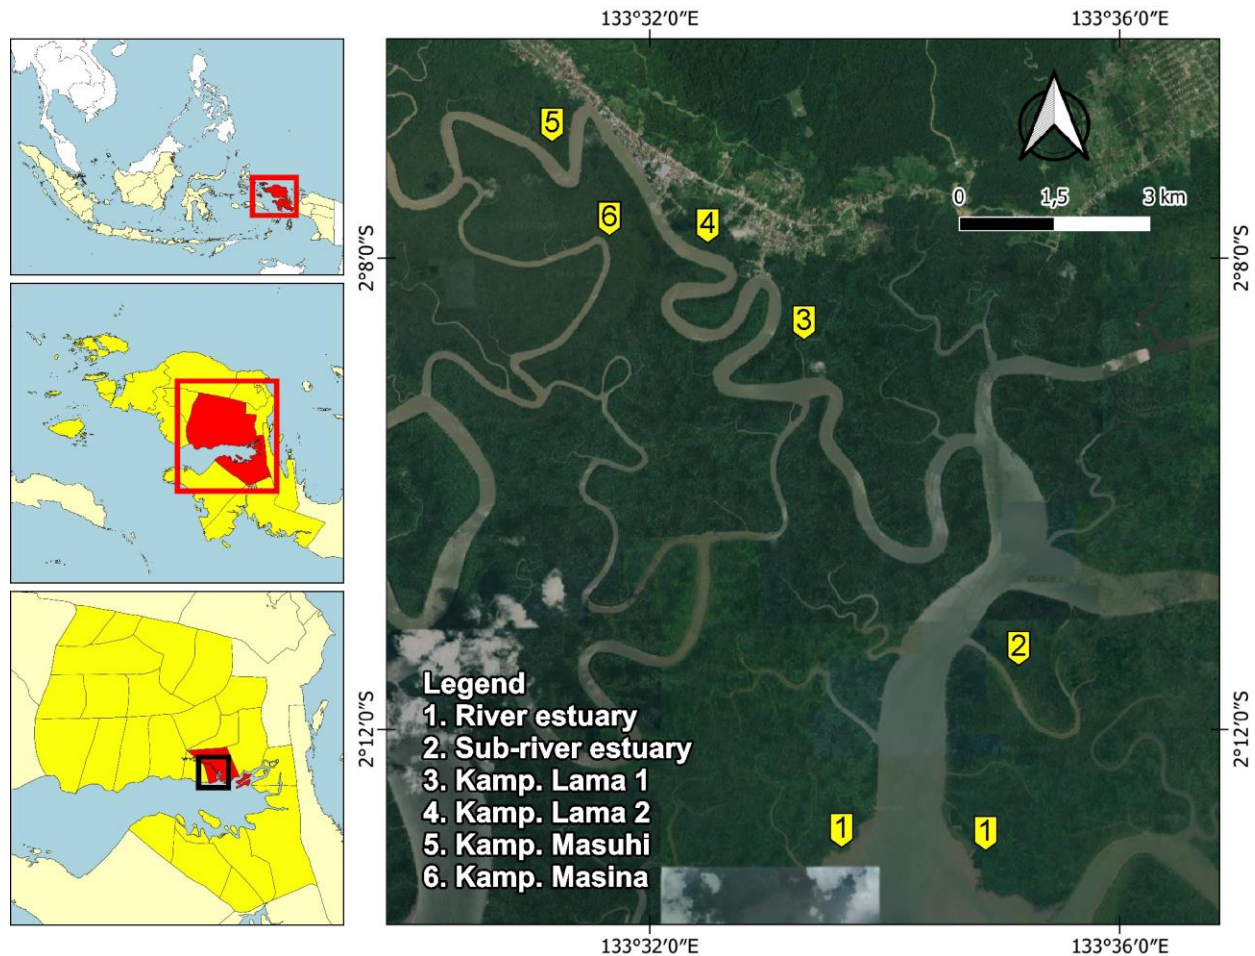 133°32'0"E
133°36'0"E
5
6
4
3
0
1,5
3 km
2°8'0"S
2°8'0"S
2
Legend
1. River estuary
2. Sub-river estuary
3. Kamp. Lama 1
4. Kamp. Lama 2
5. Kamp. Masuhi
6. Kamp. Masina
2°12'0"S
2°12'0"S
1
1
133°32'0"E
133°36'0"E